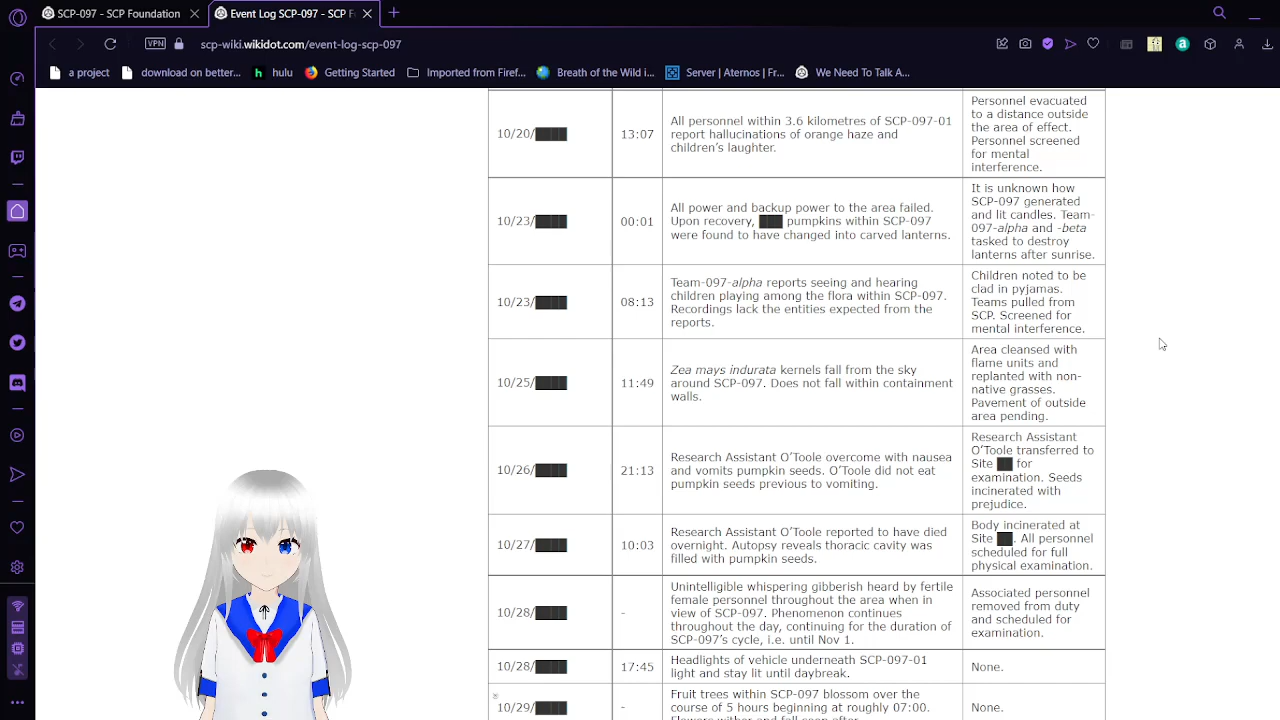 SCP-097 - SCP Foundation
Event Log SCP-097 - SCP F
VPN
scp-wiki.wikidot.com/event-log-scp-097
a project
download on better...
hulu
Getting Started
Imported from Firef...
Breath of the Wild i...
Server | Aternos | Fr...
We Need To Talk A...
10/20/████
13:07
All personnel within 3.6 kilometres of SCP-097-01
report hallucinations of orange haze and
children's laughter.
Personnel evacuated
to a distance outside
the area of effect.
Personnel screened
for mental
interference.
10/23/████
00:01
All power and backup power to the area failed.
Upon recovery, ███ pumpkins within SCP-097
were found to have changed into carved lanterns.
It is unknown how
SCP-097 generated
and lit candles. Team-
097-alpha and -beta
tasked to destroy
lanterns after sunrise.
10/23/████
08:13
Team-097-alpha reports seeing and hearing
children playing among the flora within SCP-097.
Recordings lack the entities expected from the
reports.
Children noted to be
clad in pyjamas.
Teams pulled from
SCP. Screened for
mental interference.
10/25/████
11:49
Zea mays indurata kernels fall from the sky
around SCP-097. Does not fall within containment
walls.
Area cleansed with
flame units and
replanted with non-
native grasses.
Pavement of outside
area pending.
10/26/████
21:13
Research Assistant O'Toole overcome with nausea
and vomits pumpkin seeds. O'Toole did not eat
pumpkin seeds previous to vomiting.
Research Assistant
O'Toole transferred to
Site ██ for
examination. Seeds
incinerated with
prejudice.
10/27/████
10:03
Research Assistant O'Toole reported to have died
overnight. Autopsy reveals thoracic cavity was
filled with pumpkin seeds.
Body incinerated at
Site ██. All personnel
scheduled for full
physical examination.
10/28/████
-
Unintelligible whispering gibberish heard by fertile
female personnel throughout the area when in
view of SCP-097. Phenomenon continues
throughout the day, continuing for the duration of
SCP-097's cycle, i.e. until Nov 1.
Associated personnel
removed from duty
and scheduled for
examination.
10/28/████
17:45
Headlights of vehicle underneath SCP-097-01
light and stay lit until daybreak.
None.
10/29/████
-
Fruit trees within SCP-097 blossom over the
course of 5 hours beginning at roughly 07:00.
Flowers wither and fall soon after.
None.